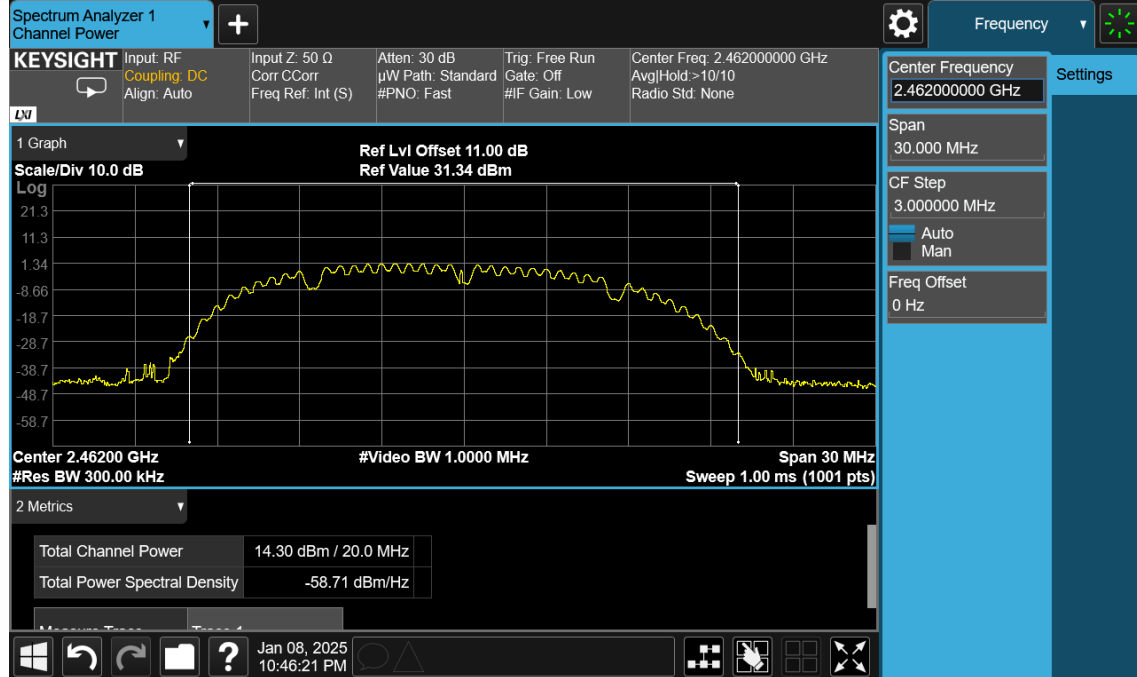 Spectrum Analyzer 1
Channel Power
+
Frequency
KEYSIGHT
LXI
Input: RF
Coupling: DC
Align: Auto
Input Z: 50 Ω
Corr CCorr
Freq Ref: Int (S)
Atten: 30 dB
µW Path: Standard
#PNO: Fast
Trig: Free Run
Gate: Off
#IF Gain: Low
Center Freq: 2.462000000 GHz
Avg|Hold:>10/10
Radio Std: None
Center Frequency
2.462000000 GHz
Settings
Span
30.000 MHz
CF Step
3.000000 MHz
Auto
Man
Freq Offset
0 Hz
1 Graph
Scale/Div 10.0 dB
Log
Ref Lvl Offset 11.00 dB
Ref Value 31.34 dBm
21.3
11.3
1.34
-8.66
-18.7
-28.7
-38.7
-48.7
-58.7
Center 2.46200 GHz
#Video BW 1.0000 MHz
Span 30 MHz
#Res BW 300.00 kHz
Sweep 1.00 ms (1001 pts)
2 Metrics
Total Channel Power 14.30 dBm / 20.0 MHz
Total Power Spectral Density -58.71 dBm/Hz
Measure Trace Trace 1
?
Jan 08, 2025
10:46:21 PM